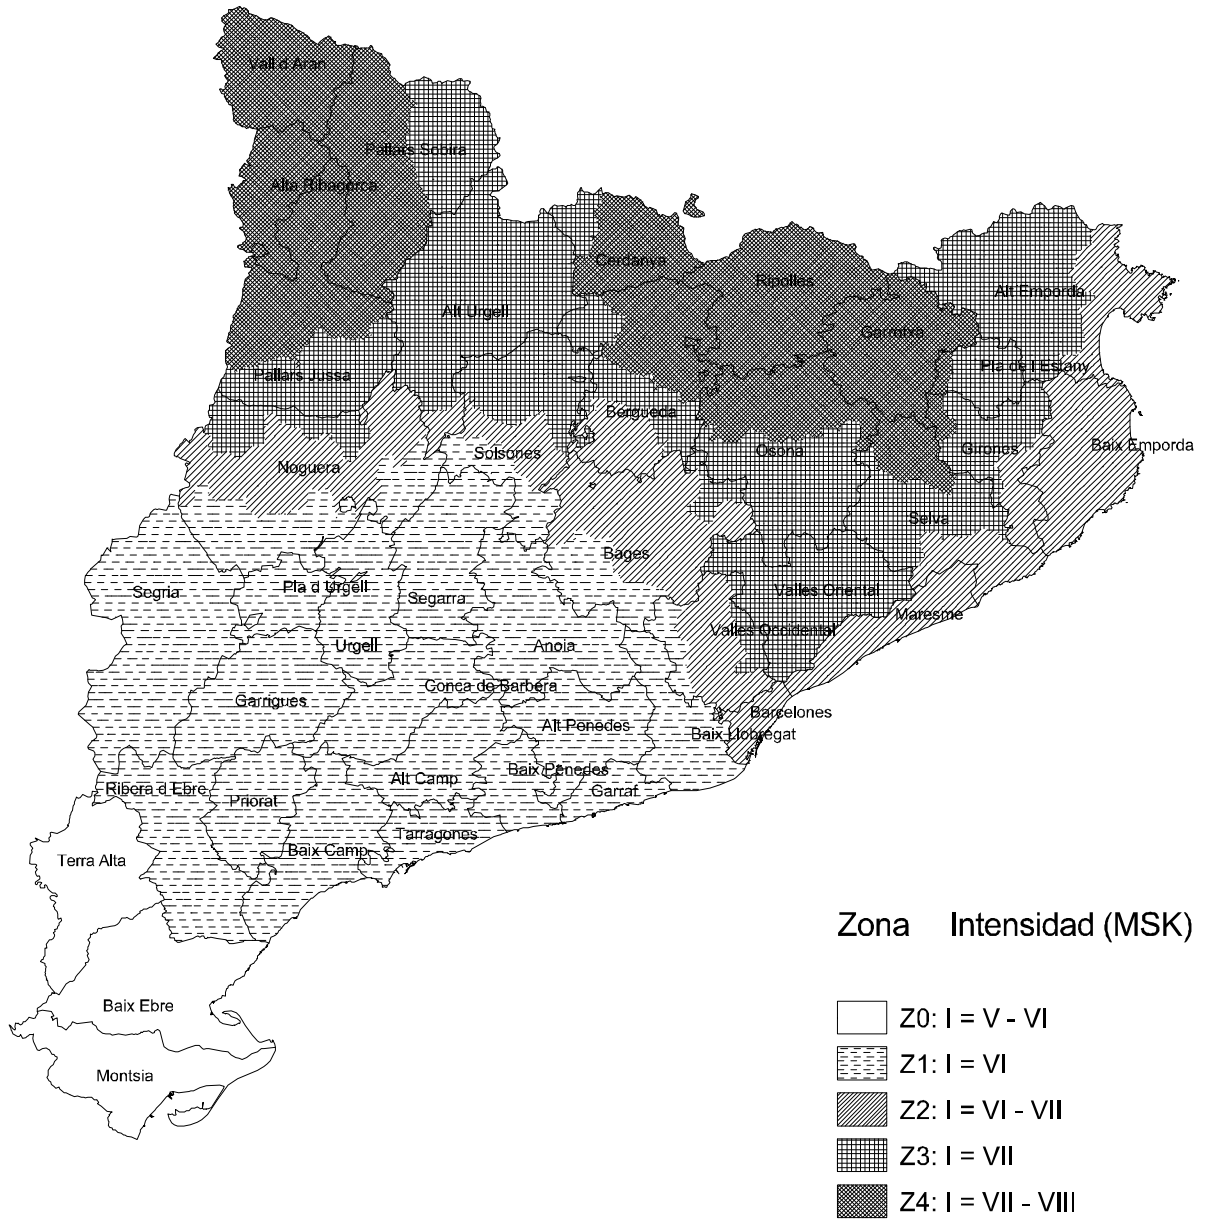 Vall d Aran
Pallars Sobira
Alta Ribagorca
Cerdanya
Ripolles
Alt Emporda
Alt Urgell
Garrotxa
Pla de l Estany
Pallars Jussa
Bergueda
Baix Emporda
Osona
Girones
Solsones
Noguera
Selva
Bages
Segria
Pla d Urgell
Segarra
Valles Oriental
Maresme
Valles Occidental
Urgell
Anoia
Conca de Barbera
Garrigues
Barcelones
Alt Penedes
Baix Llobregat
Baix Penedes
Alt Camp
Ribera d Ebre
Garraf
Priorat
Tarragones
Baix Camp
Terra Alta
Baix Ebre
Montsia
Zona Intensidad (MSK)
Z0: I = V - VI
Z1: I = VI
Z2: I = VI - VII
Z3: I = VII
Z4: I = VII - VIII